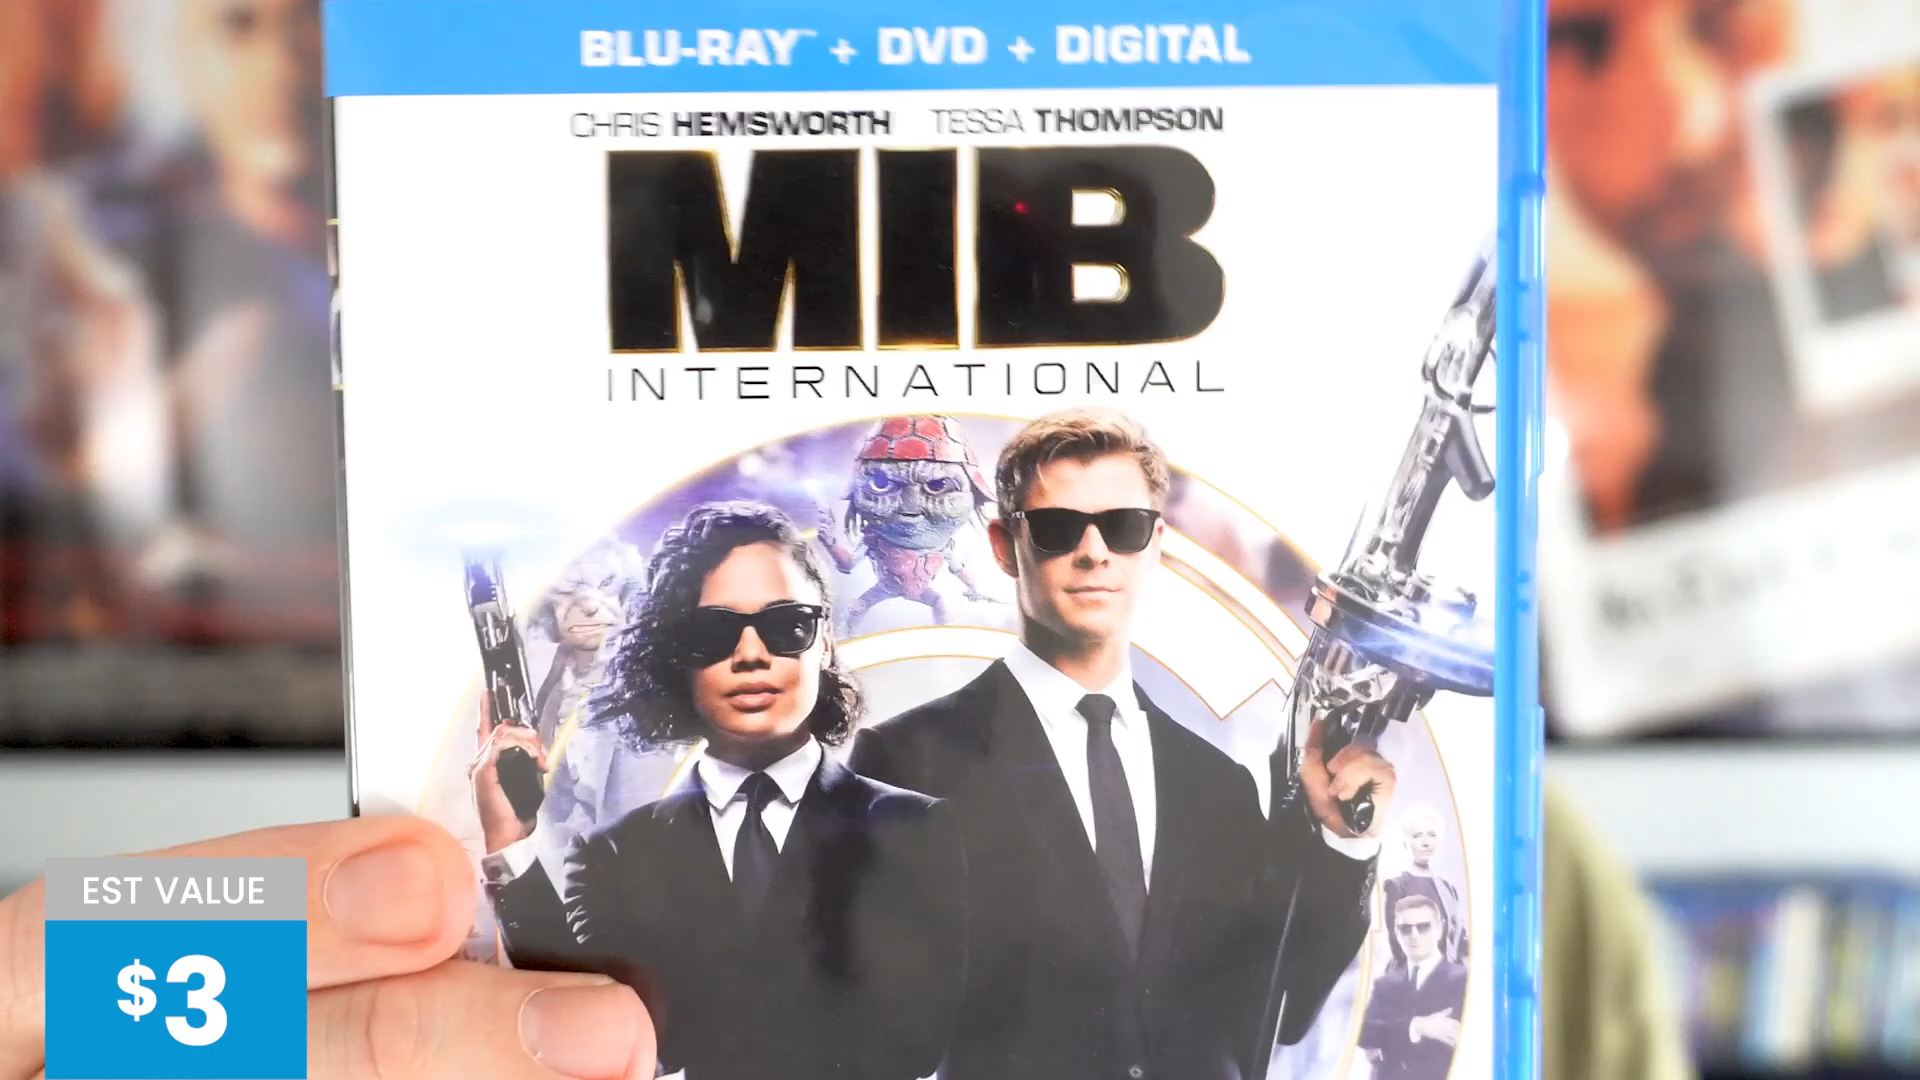 BLU-RAY™ + DVD + DIGITAL
CHRIS HEMSWORTH TESSA THOMPSON
MIB
INTERNATIONAL
EST VALUE
$3